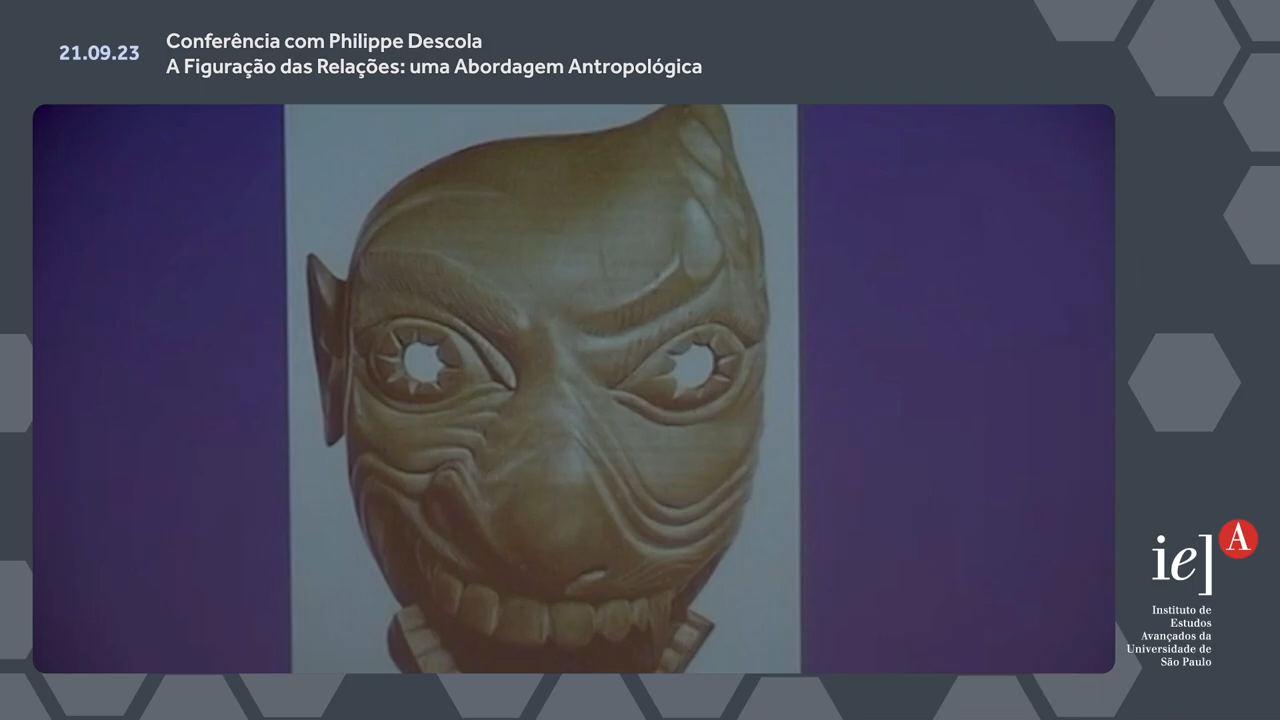 21.09.23
Conferência com Philippe Descola
A Figuração das Relações: uma Abordagem Antropológica
ie] A
Instituto de
Estudos
Avançados da
Universidade de
São Paulo